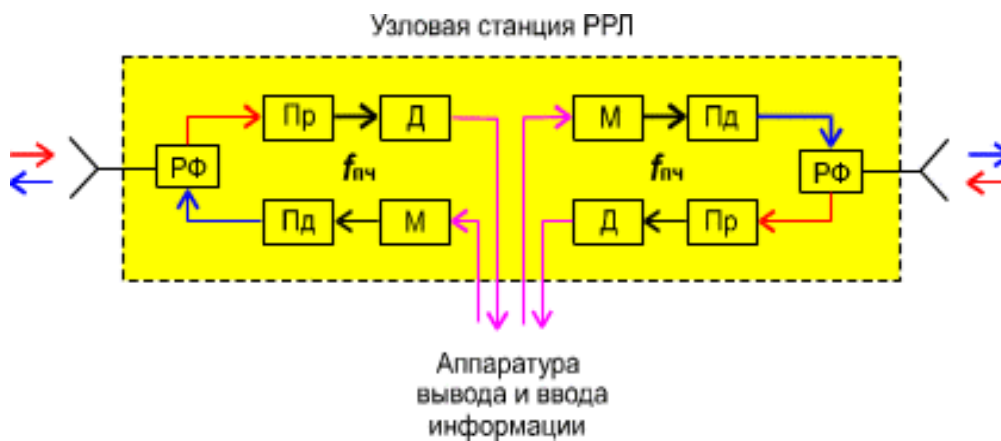 Узловая станция РРЛ
Пр Д М Пд
РФ fпч fпч РФ
Пд М Д Пр
Аппаратура
вывода и ввода
информации